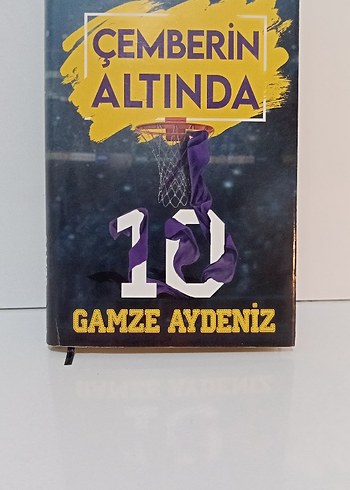 ÇEMBERİN
ALTINDA
10
GAMZE AYDENİZ